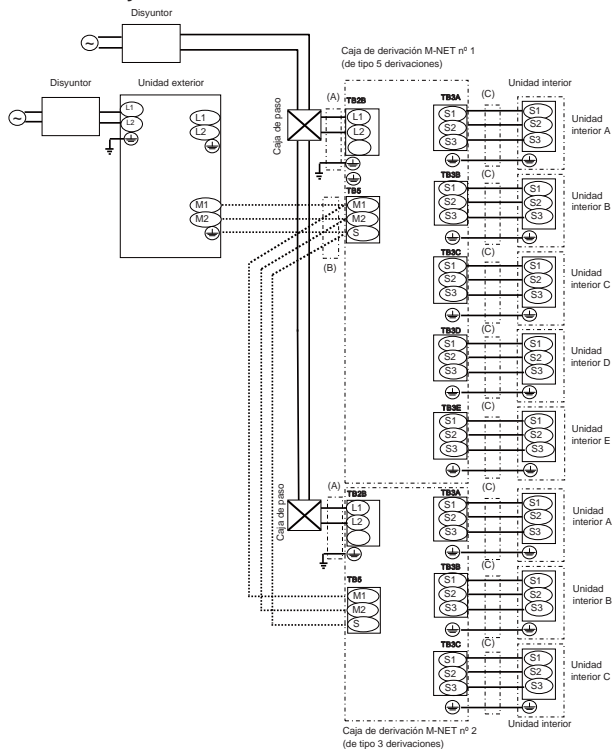 Disyuntor
Caja de derivación M-NET nº 1
(de tipo 5 derivaciones)
Disyuntor
Unidad exterior
Unidad interior
L1
L2
L1
L2
M1
M2
Caja de paso
(A)
TB2B
L1
L2
TB5
M1
M2
S
(B)
TB3A
S1
S2
S3
(C)
S1
S2
S3
Unidad
interior A
TB3B
S1
S2
S3
(C)
S1
S2
S3
Unidad
interior B
TB3C
S1
S2
S3
(C)
S1
S2
S3
Unidad
interior C
TB3D
S1
S2
S3
(C)
S1
S2
S3
Unidad
interior D
TB3E
S1
S2
S3
(C)
S1
S2
S3
Unidad
interior E
Caja de paso
(A)
TB2B
L1
L2
TB5
M1
M2
S
TB3A
S1
S2
S3
(C)
S1
S2
S3
Unidad
interior A
TB3B
S1
S2
S3
(C)
S1
S2
S3
Unidad
interior B
TB3C
S1
S2
S3
(C)
S1
S2
S3
Unidad
interior C
Unidad interior
Caja de derivación M-NET nº 2
(de tipo 3 derivaciones)